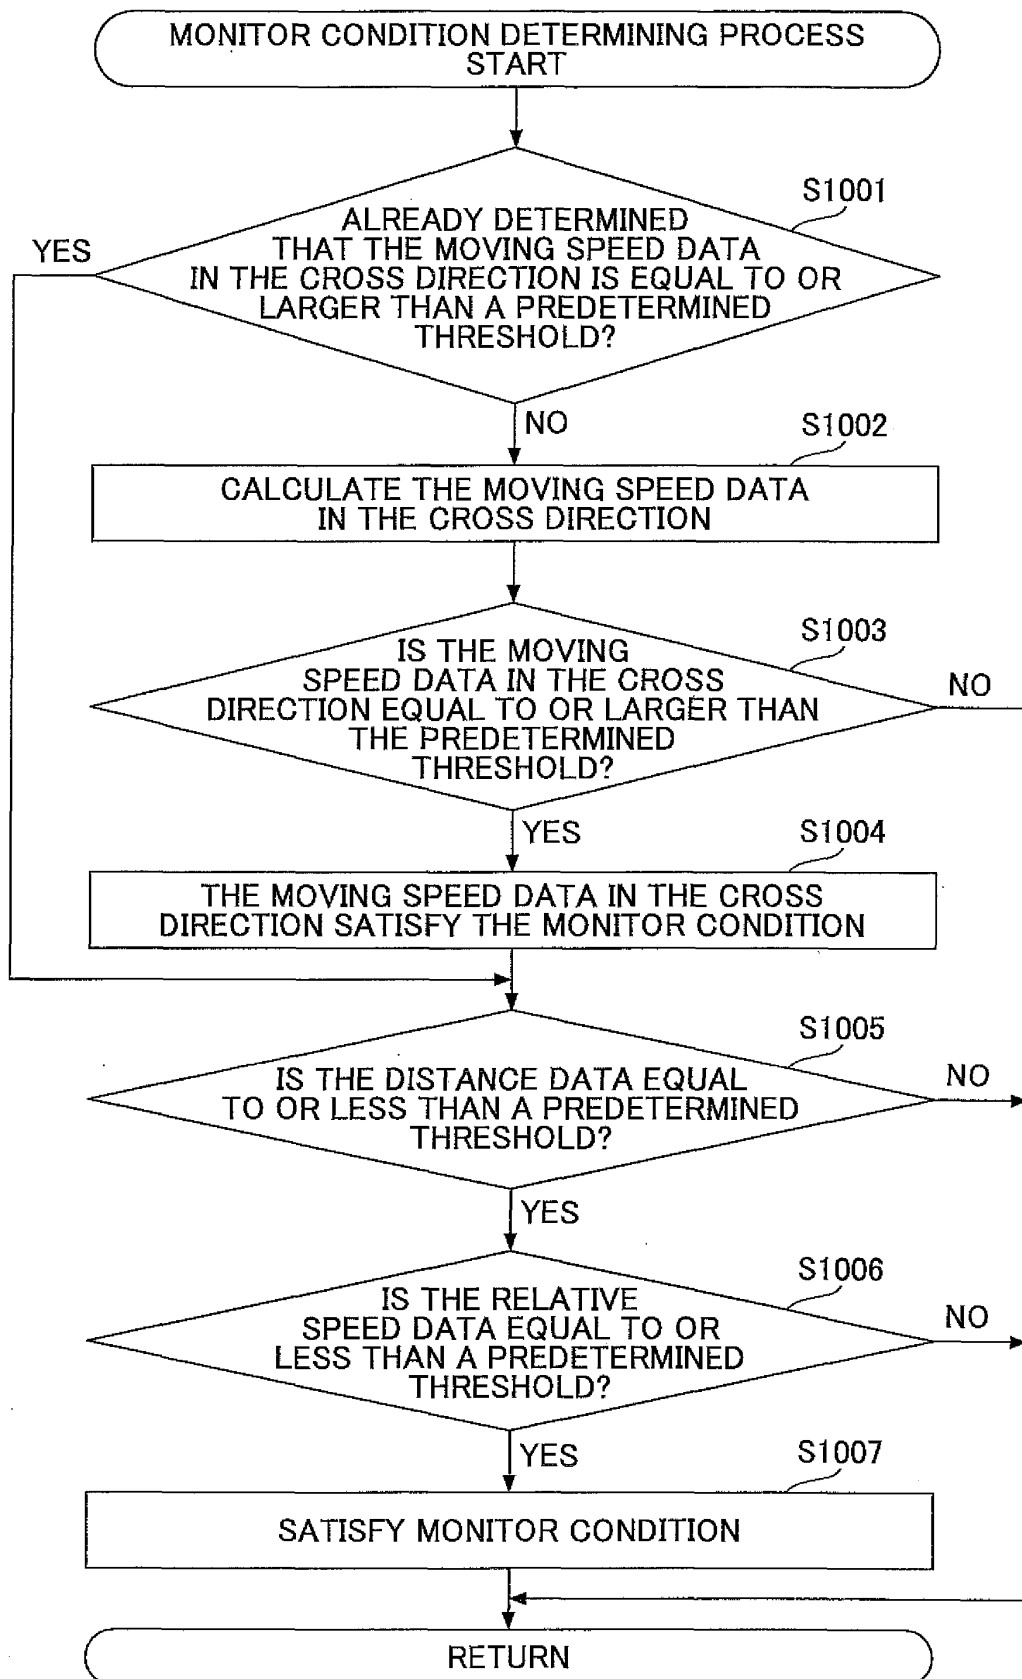 MONITOR CONDITION DETERMINING PROCESS
START
S1001
ALREADY DETERMINED
THAT THE MOVING SPEED DATA
IN THE CROSS DIRECTION IS EQUAL TO OR
LARGER THAN A PREDETERMINED
THRESHOLD?
YES
NO
S1002
CALCULATE THE MOVING SPEED DATA
IN THE CROSS DIRECTION
S1003
IS THE MOVING
SPEED DATA IN THE CROSS
DIRECTION EQUAL TO OR LARGER THAN
THE PREDETERMINED
THRESHOLD?
NO
YES
S1004
THE MOVING SPEED DATA IN THE CROSS
DIRECTION SATISFY THE MONITOR CONDITION
S1005
IS THE DISTANCE DATA EQUAL
TO OR LESS THAN A PREDETERMINED
THRESHOLD?
NO
YES
S1006
IS THE RELATIVE
SPEED DATA EQUAL TO OR
LESS THAN A PREDETERMINED
THRESHOLD?
NO
YES
S1007
SATISFY MONITOR CONDITION
RETURN